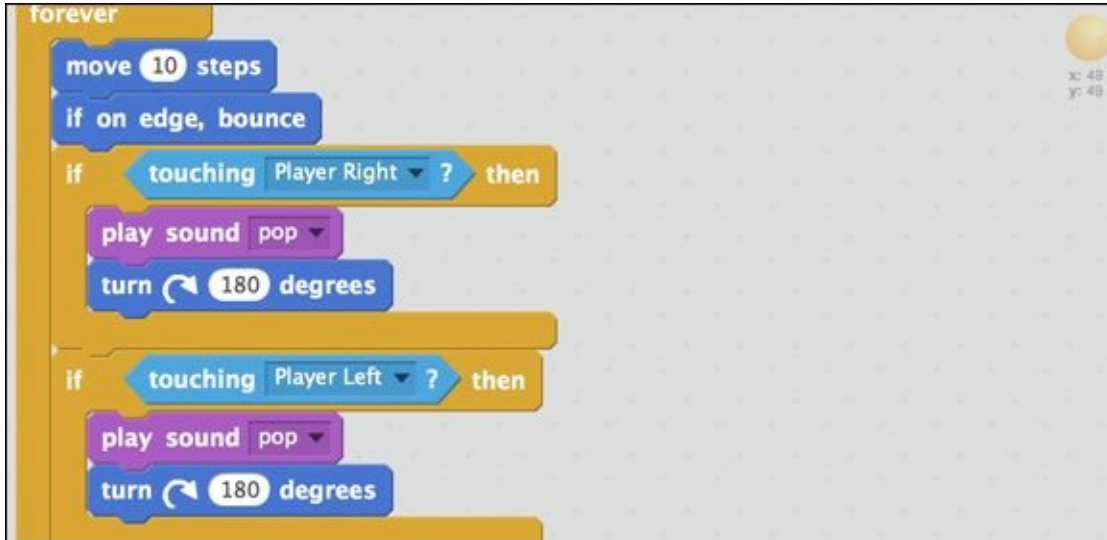 forever
move 10 steps
x: 49
y: 49
if on edge, bounce
if touching Player Right ? then
play sound pop
turn 180 degrees
if touching Player Left ? then
play sound pop
turn 180 degrees